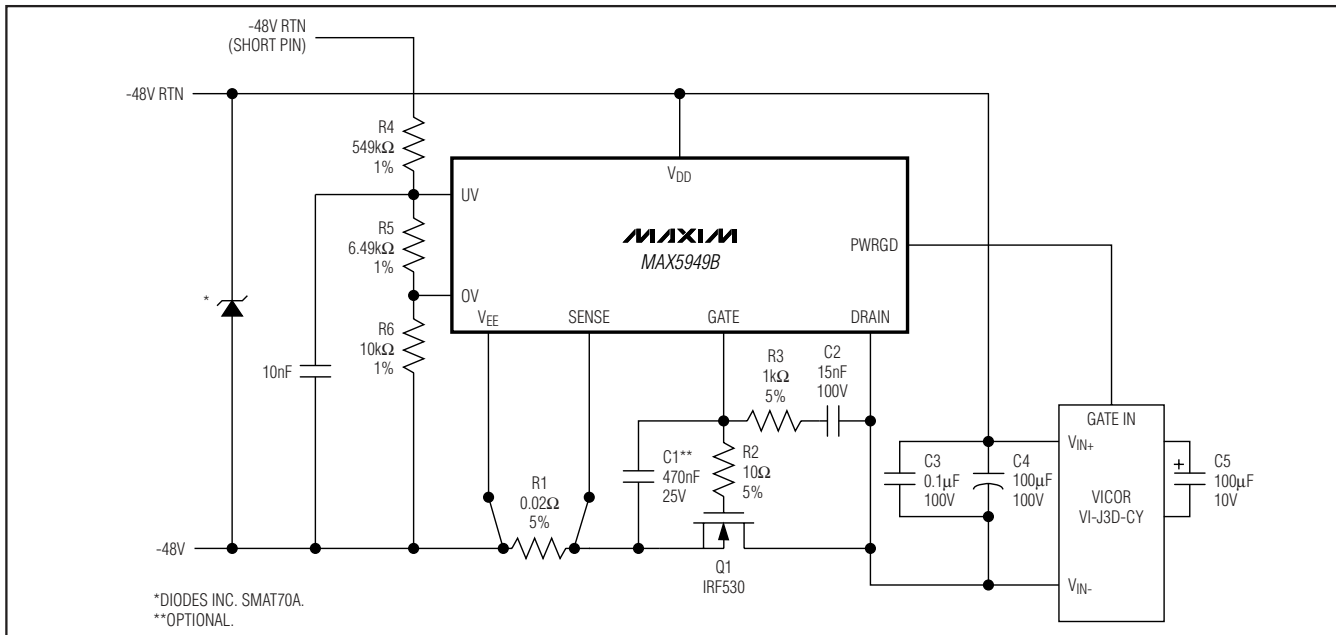 -48V RTN
(SHORT PIN)
-48V RTN
R4
549kΩ
1%
VDD
UV
R5
6.49kΩ
1%
MAXIM
MAX5949B
PWRGD
*
OV
R6
10kΩ
1%
VEE
SENSE
GATE
DRAIN
10nF
R3
1kΩ
5%
C2
15nF
100V
GATE IN
C1**
470nF
25V
R2
10Ω
5%
R1
0.02Ω
5%
C3
0.1µF
100V
C4
100µF
100V
VIN+
VICOR
VI-J3D-CY
+
C5
100µF
10V
-48V
Q1
IRF530
VIN-
*DIODES INC. SMAT70A.
**OPTIONAL.